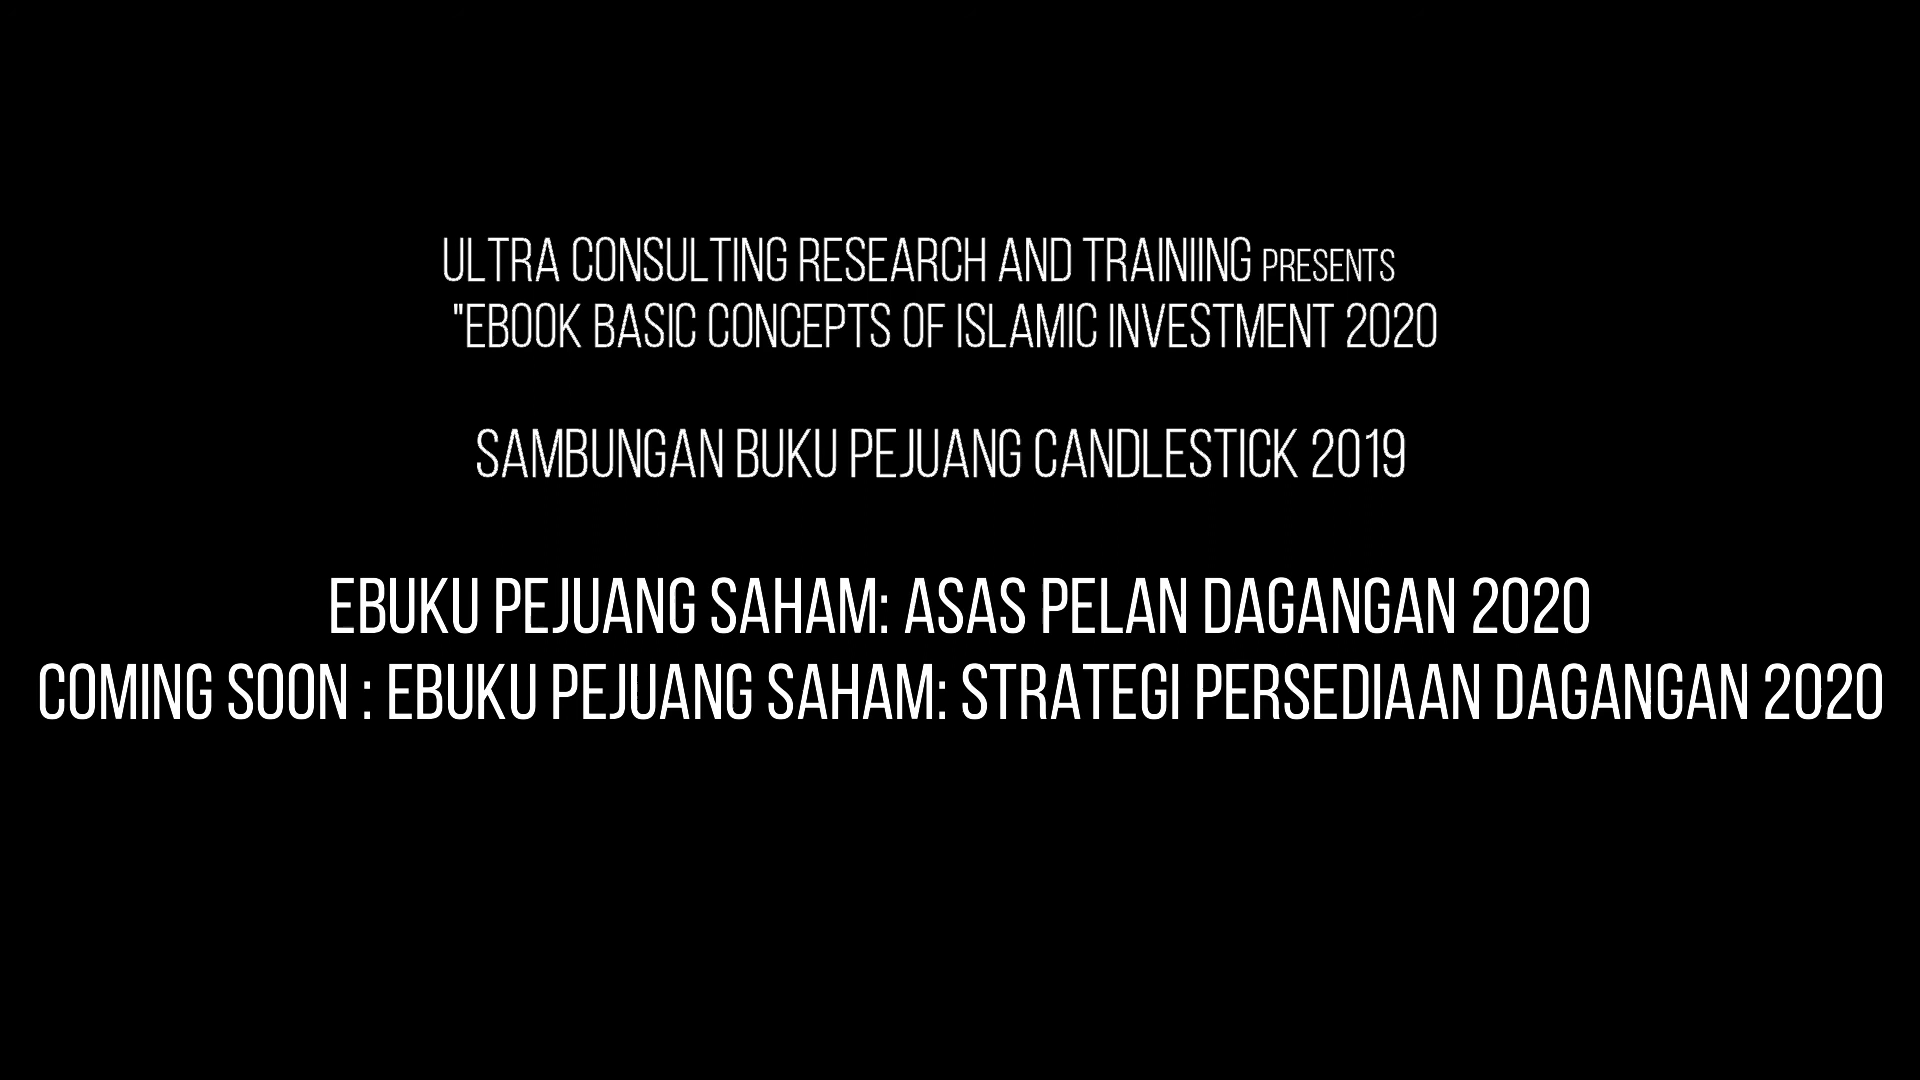 ULTRA CONSULTING RESEARCH AND TRAINIING PRESENTS
"EBOOK BASIC CONCEPTS OF ISLAMIC INVESTMENT 2020
SAMBUNGAN BUKU PEJUANG CANDLESTICK 2019
EBUKU PEJUANG SAHAM: ASAS PELAN DAGANGAN 2020
COMING SOON : EBUKU PEJUANG SAHAM: STRATEGI PERSEDIAAN DAGANGAN 2020